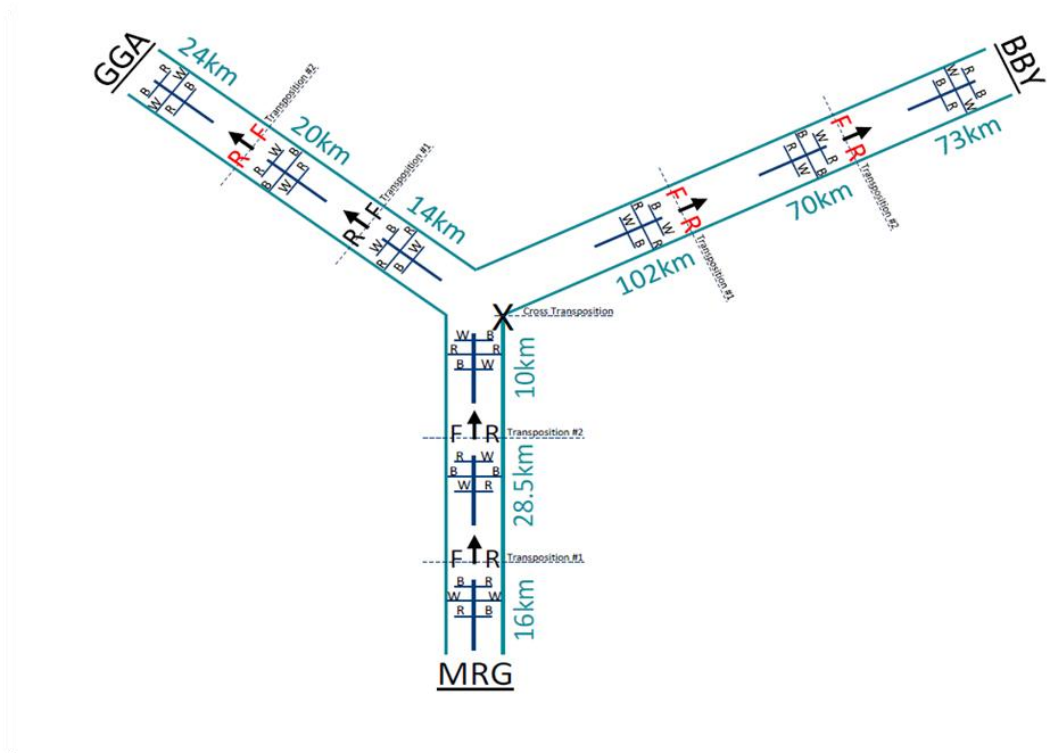 GGA
24km
B R
W W
R B
R F
Transposition #2
20km
R W
B B
W R
R F
Transposition #1
14km
W B
R R
B W
BBY
73km
W R
B B
R W
F R
Transposition #2
70km
B W
R R
W B
F R
Transposition #1
102km
R B
W W
B R
X Cross Transposition
W B
R R
B W
10km
F R Transposition #2
R W
B B
W R
28.5km
F R Transposition #1
B R
W W
R B
16km
MRG